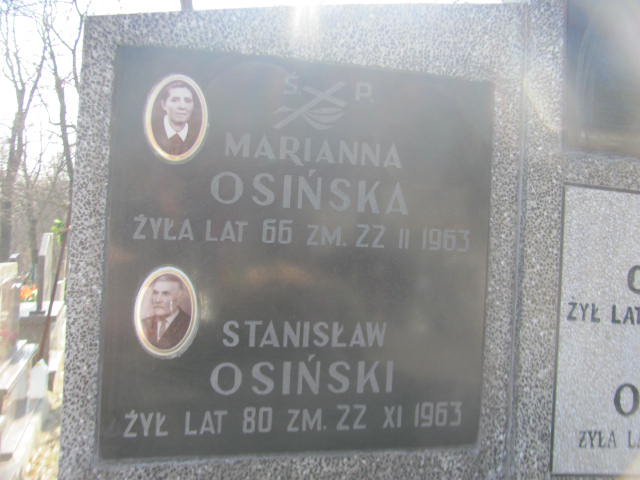 Ś. P.
MARIANNA
OSIŃSKA
ŻYŁA LAT 66 ZM. 22 II 1963
STANISŁAW
OSIŃSKI
ŻYŁ LAT 80 ZM. 22 XI 1963
ŻYŁ LAT
ŻYŁA